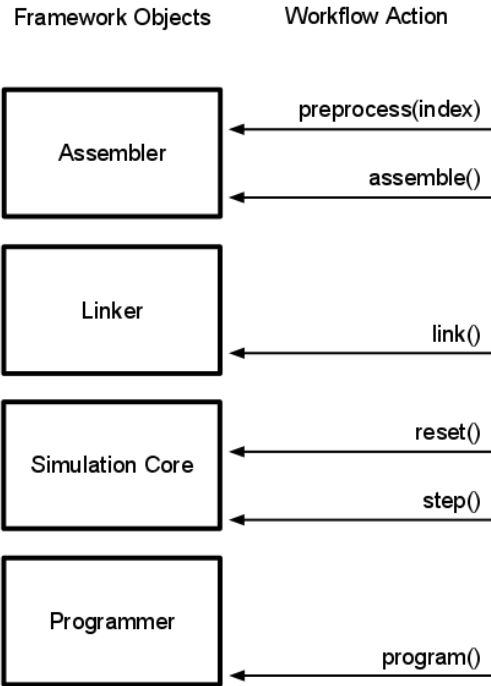 Framework Objects
Workflow Action
preprocess(index)
Assembler
assemble()
Linker
link()
reset()
Simulation Core
step()
Programmer
program()